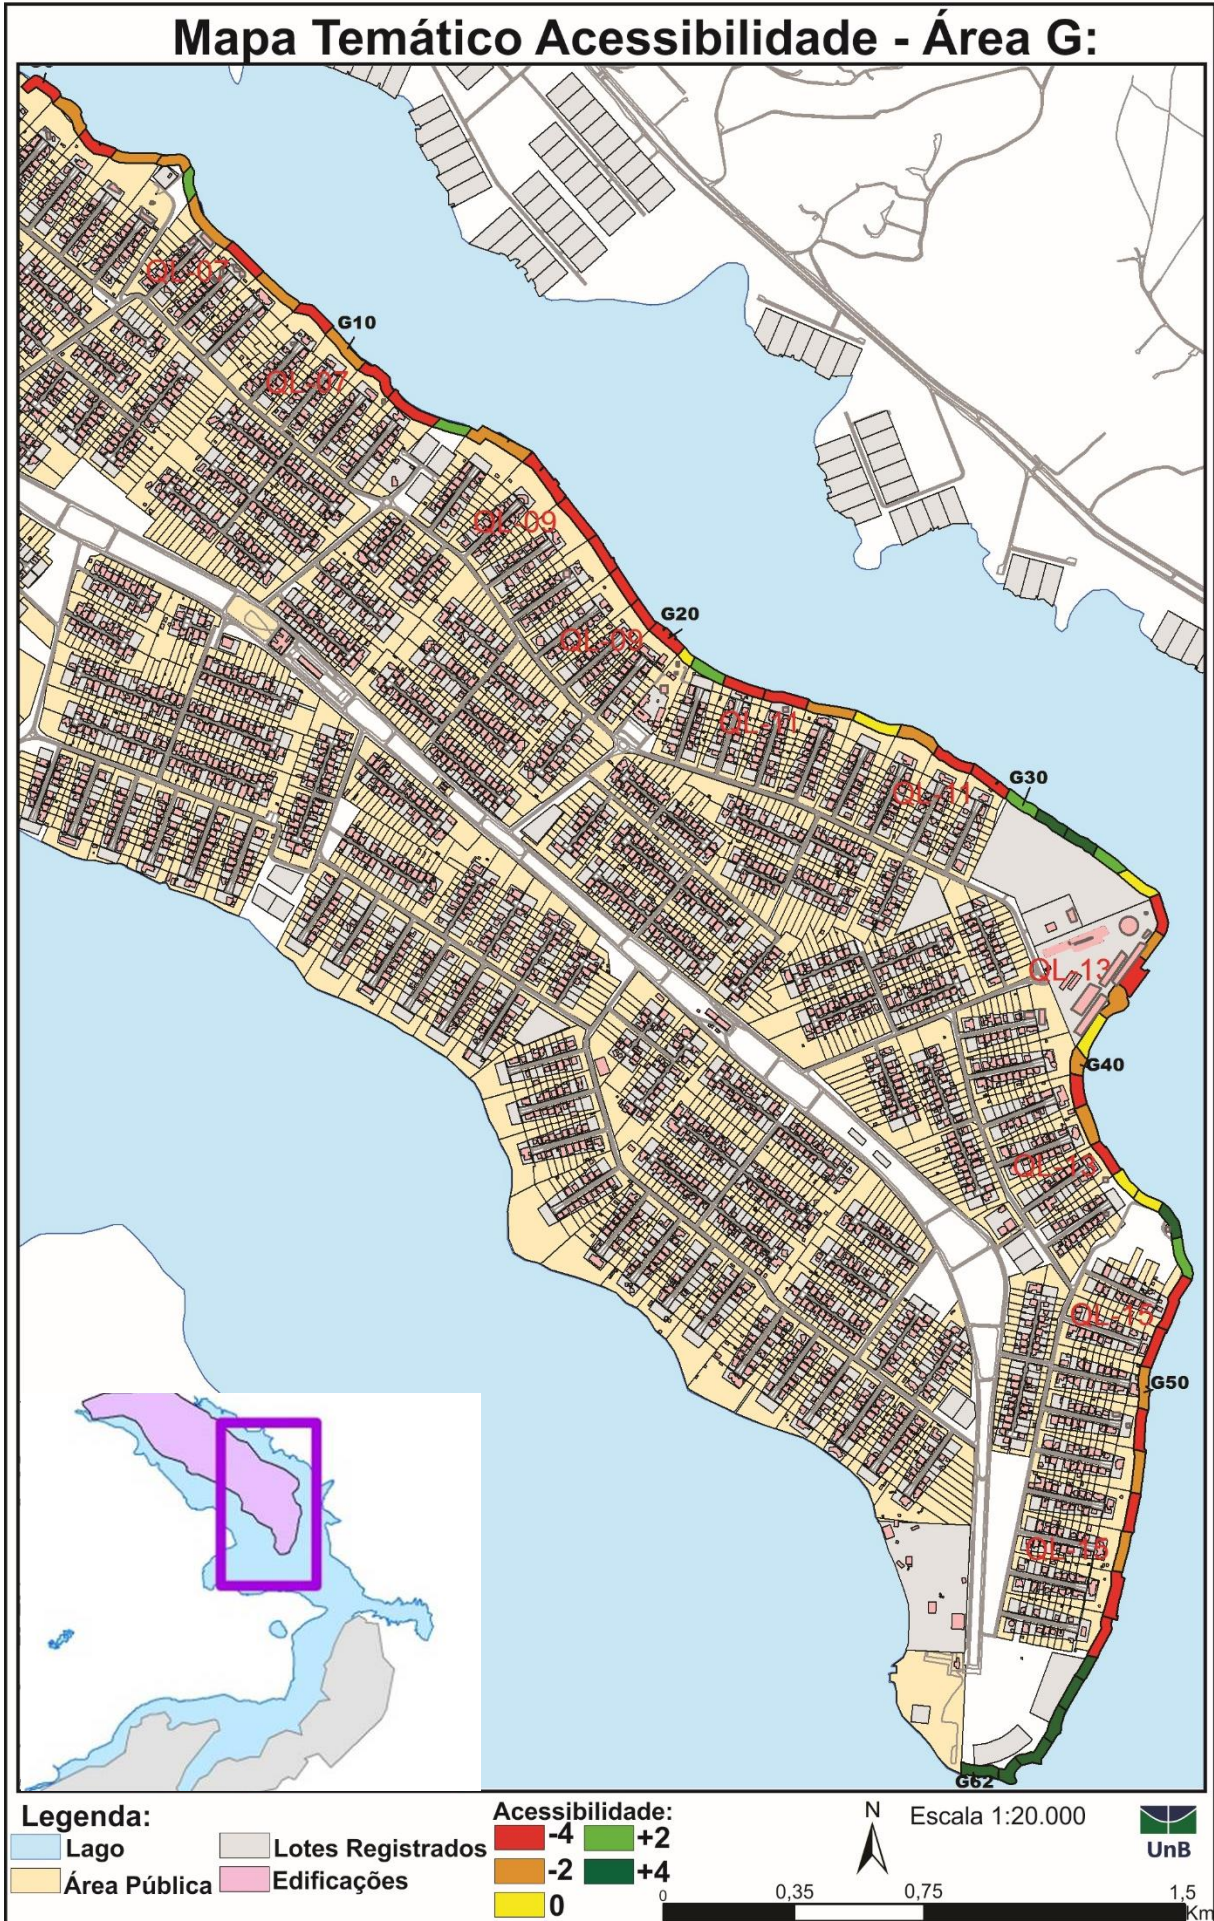 Mapa Temático Acessibilidade - Área G:
QL-07
G10
QL-07
QL-09
G20
QL-09
QL-11
G30
QL-11
QL-13
G40
QL-13
QL-15
G50
QL-15
G62
Legenda:
Lago
Área Pública
Lotes Registrados
Edificações
Acessibilidade:
-4
-2
0
+2
+4
N
Escala 1:20.000
UnB
0 0,35 0,75 1,5
Km